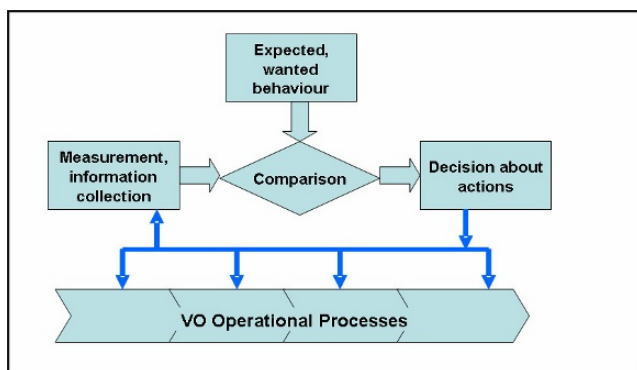 Expected,
wanted
behaviour
Measurement,
information
collection
Comparison
Decision about
actions
VO Operational Processes